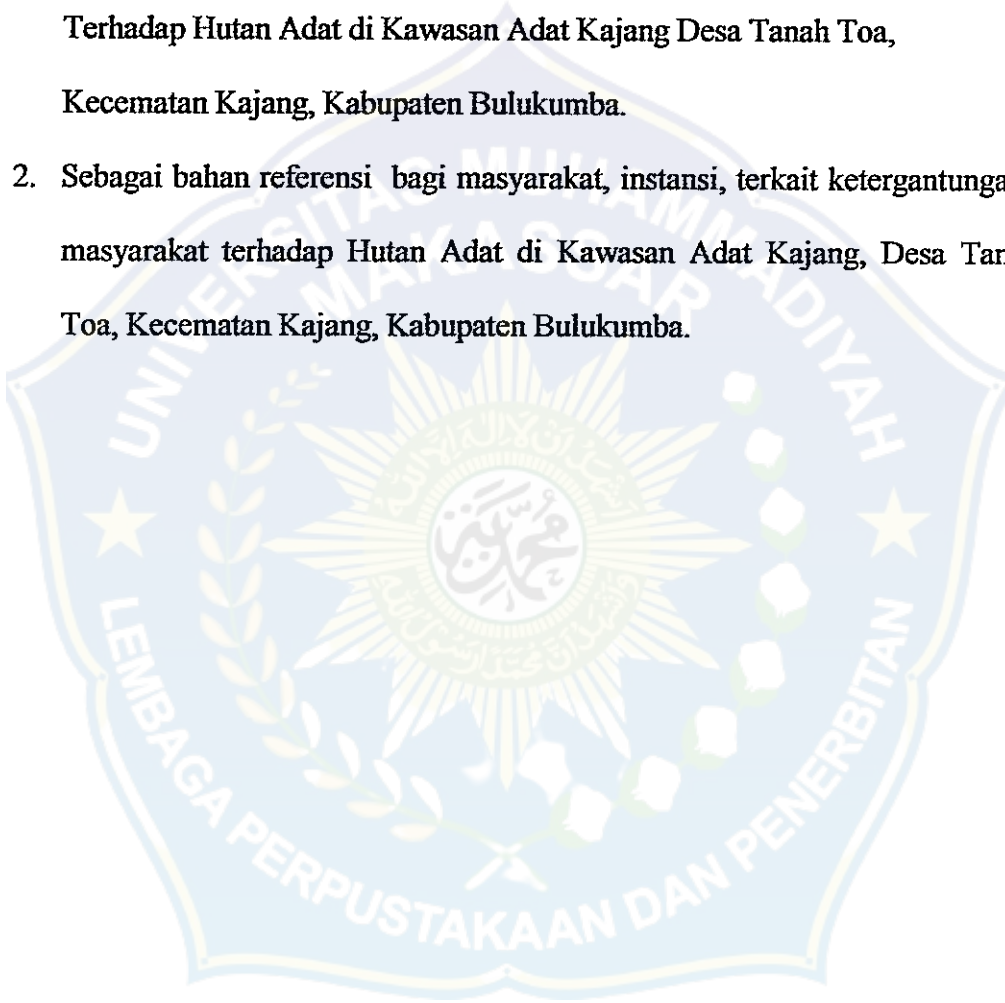 Terhadap Hutan Adat di Kawasan Adat Kajang Desa Tanah Toa,
Kecematan Kajang, Kabupaten Bulukumba.
2. Sebagai bahan referensi bagi masyarakat, instansi, terkait ketergantunga
masyarakat terhadap Hutan Adat di Kawasan Adat Kajang, Desa Tan
Toa, Kecematan Kajang, Kabupaten Bulukumba.
UNIVERSITAS MUHAMMADIYAH
MAKASSAR
LEMBAGA PERPUSTAKAAN DAN PENERBITAN